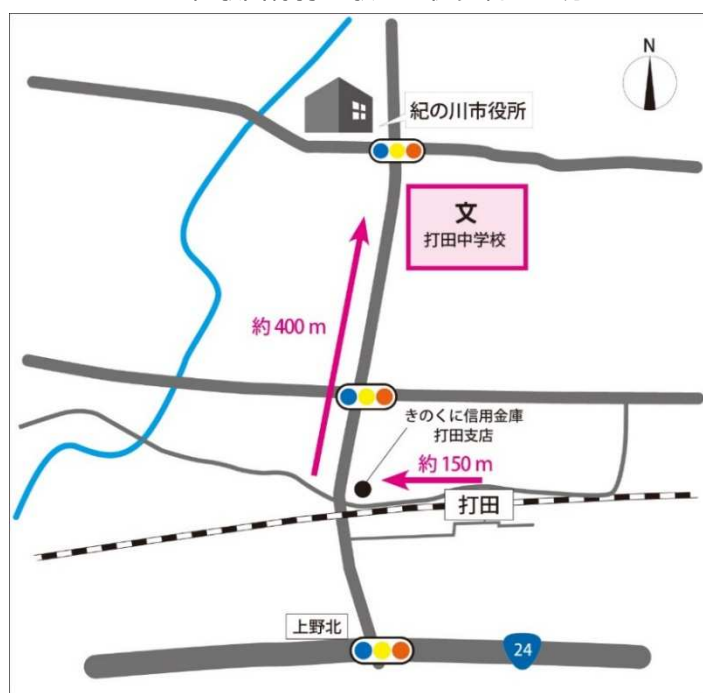 N
紀の川市役所
文
打田中学校
約 400 m
きのくに信用金庫
打田支店
約 150 m
打田
上野北
24